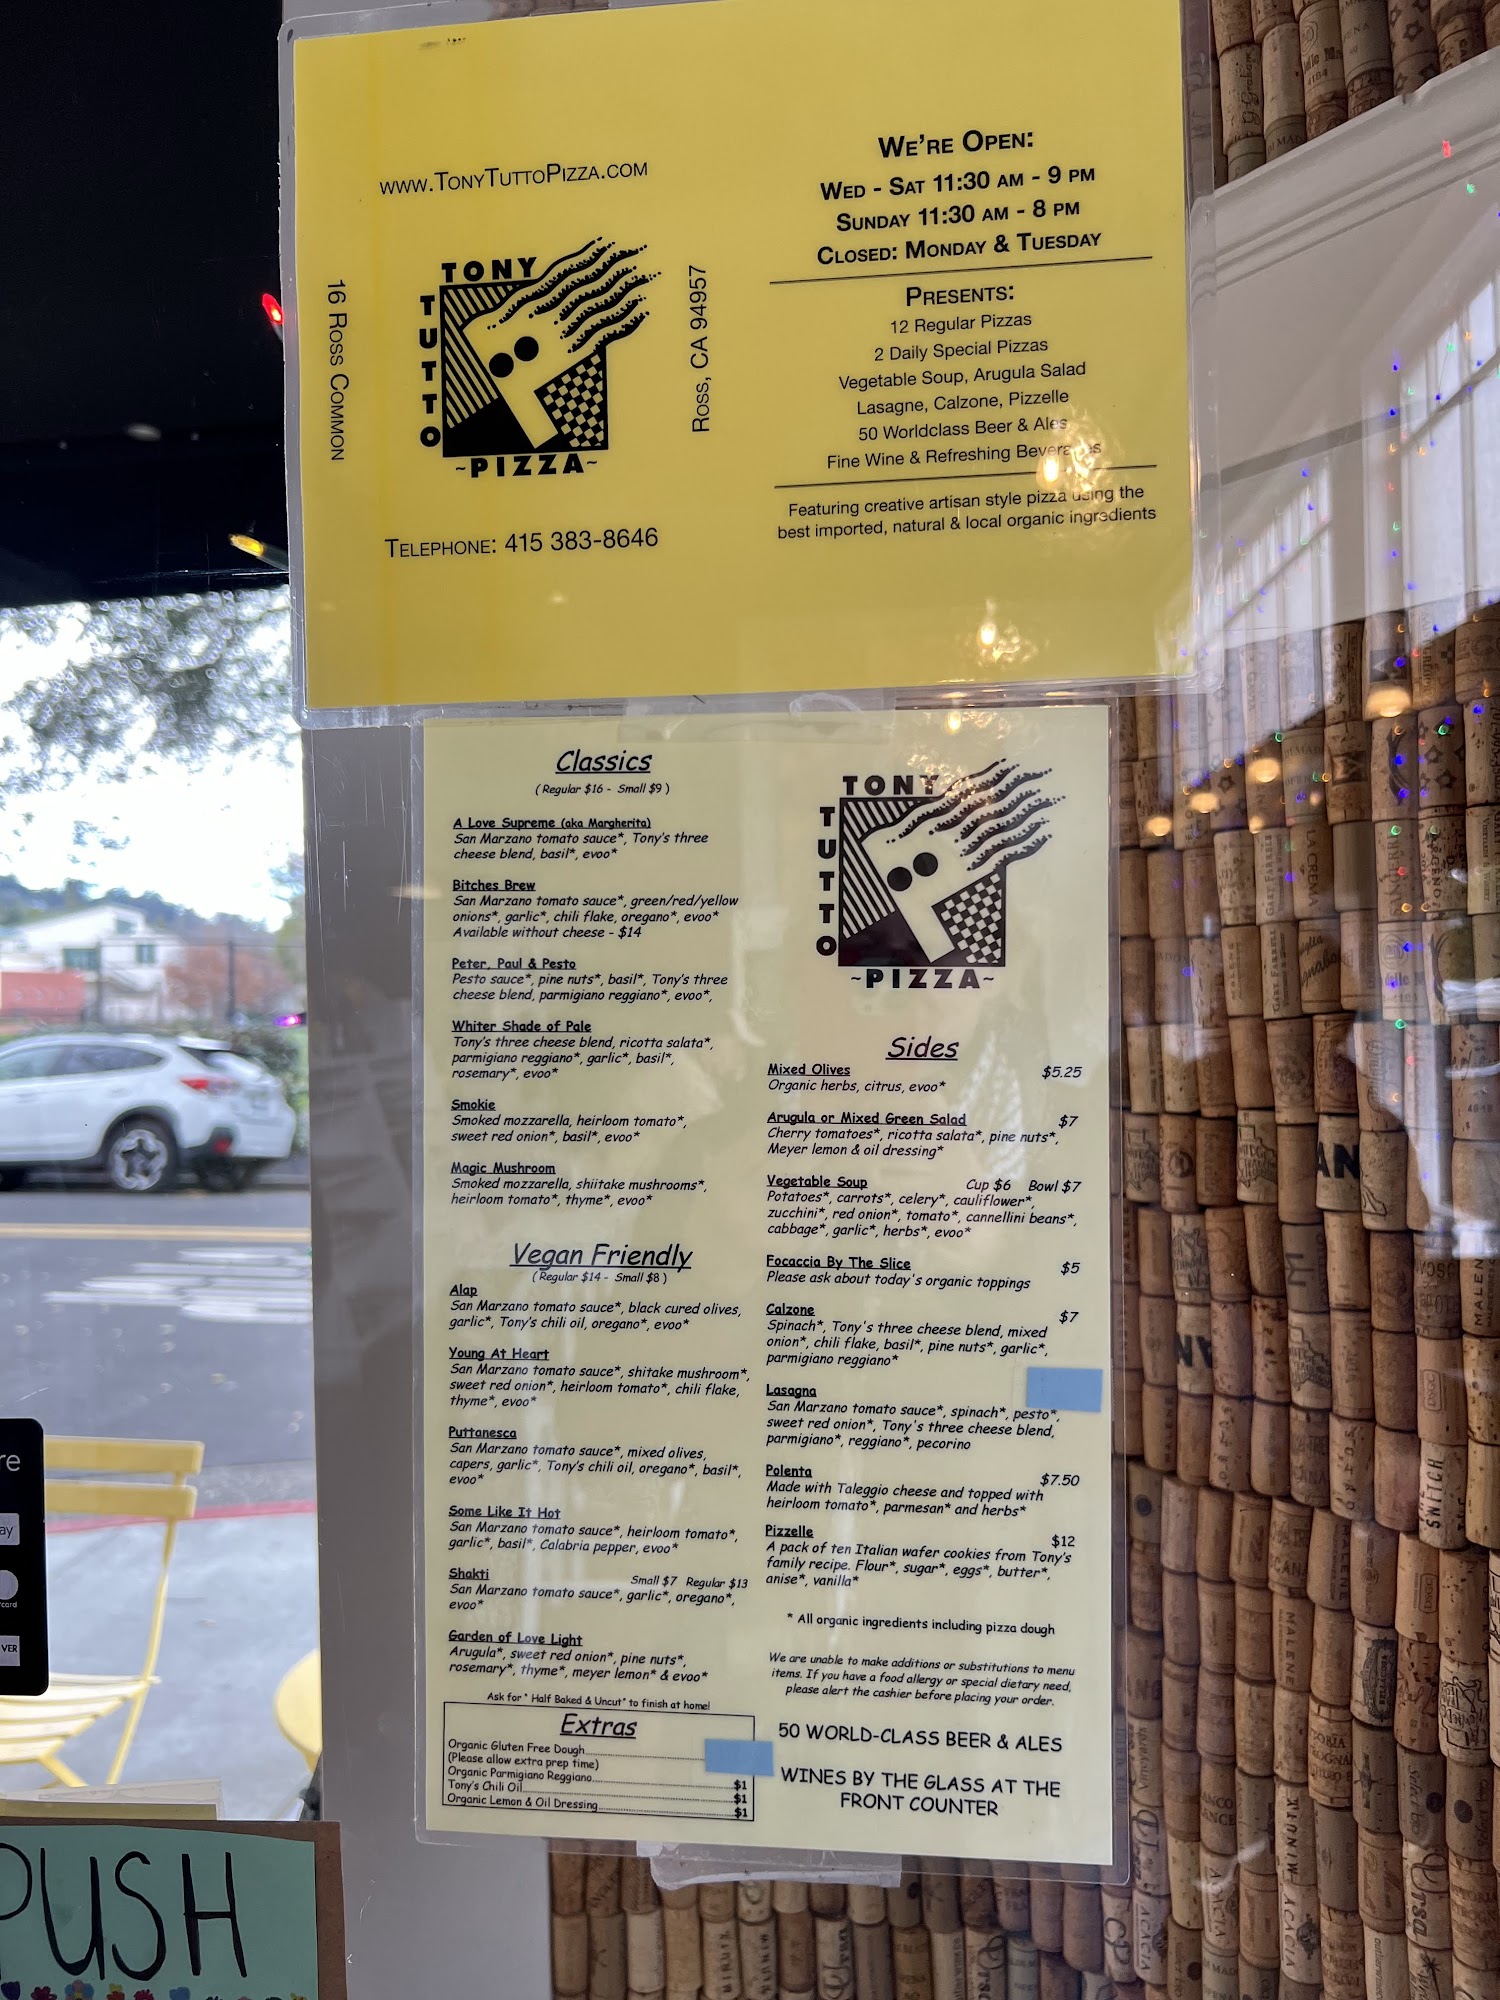 www.TonyTuttoPizza.com
16 Ross Common
TONY
TUTTO
~PIZZA~
Ross, CA 94957
Telephone: 415 383-8646
We're Open:
Wed - Sat 11:30 am - 9 pm
Sunday 11:30 am - 8 pm
Closed: Monday & Tuesday
Presents:
12 Regular Pizzas
2 Daily Special Pizzas
Vegetable Soup, Arugula Salad
Lasagne, Calzone, Pizzelle
50 Worldclass Beer & Ales
Fine Wine & Refreshing Beverages
Featuring creative artisan style pizza using the
best imported, natural & local organic ingredients
Classics
( Regular $16 - Small $9 )
A Love Supreme (aka Margherita)
San Marzano tomato sauce*, Tony's three
cheese blend, basil*, evoo*
Bitches Brew
San Marzano tomato sauce*, green/red/yellow
onions*, garlic*, chili flake, oregano*, evoo*
Available without cheese - $14
Peter, Paul & Pesto
Pesto sauce*, pine nuts*, basil*, Tony's three
cheese blend, parmigiano reggiano*, evoo*,
Whiter Shade of Pale
Tony's three cheese blend, ricotta salata*,
parmigiano reggiano*, garlic*, basil*,
rosemary*, evoo*
Smokie
Smoked mozzarella, heirloom tomato*,
sweet red onion*, basil*, evoo*
Magic Mushroom
Smoked mozzarella, shiitake mushrooms*,
heirloom tomato*, thyme*, evoo*
Vegan Friendly
( Regular $14 - Small $8 )
Alap
San Marzano tomato sauce*, black cured olives,
garlic*, Tony's chili oil, oregano*, evoo*
Young At Heart
San Marzano tomato sauce*, shitake mushroom*,
sweet red onion*, heirloom tomato*, chili flake,
thyme*, evoo*
Puttanesca
San Marzano tomato sauce*, mixed olives,
capers, garlic*, Tony's chili oil, oregano*, basil*,
evoo*
Some Like It Hot
San Marzano tomato sauce*, heirloom tomato*,
garlic*, basil*, Calabria pepper, evoo*
Shakti Small $7 Regular $13
San Marzano tomato sauce*, garlic*, oregano*,
evoo*
Garden of Love Light
Arugula*, sweet red onion*, pine nuts*,
rosemary*, thyme*, meyer lemon* & evoo*
Ask for " Half Baked & Uncut" to finish at home!
Extras
Organic Gluten Free Dough
(Please allow extra prep time)
Organic Parmigiano Reggiano $1
Tony's Chili Oil $1
Organic Lemon & Oil Dressing $1
TONY
TUTTO
~PIZZA~
Sides
Mixed Olives $5.25
Organic herbs, citrus, evoo*
Arugula or Mixed Green Salad $7
Cherry tomatoes*, ricotta salata*, pine nuts*,
Meyer lemon & oil dressing*
Vegetable Soup Cup $6 Bowl $7
Potatoes*, carrots*, celery*, cauliflower*,
zucchini*, red onion*, tomato*, cannellini beans*,
cabbage*, garlic*, herbs*, evoo*
Focaccia By The Slice $5
Please ask about today's organic toppings
Calzone $7
Spinach*, Tony's three cheese blend, mixed
onion*, chili flake, basil*, pine nuts*, garlic*,
parmigiano reggiano*
Lasagna
San Marzano tomato sauce*, spinach*, pesto*,
sweet red onion*, Tony's three cheese blend,
parmigiano*, reggiano*, pecorino
Polenta $7.50
Made with Taleggio cheese and topped with
heirloom tomato*, parmesan* and herbs*
Pizzelle $12
A pack of ten Italian wafer cookies from Tony's
family recipe. Flour*, sugar*, eggs*, butter*,
anise*, vanilla*
* All organic ingredients including pizza dough
We are unable to make additions or substitutions to menu
items. If you have a food allergy or special dietary need,
please alert the cashier before placing your order.
50 WORLD-CLASS BEER & ALES
WINES BY THE GLASS AT THE
FRONT COUNTER
PUSH
SNITCH
MALENE
ACACIA